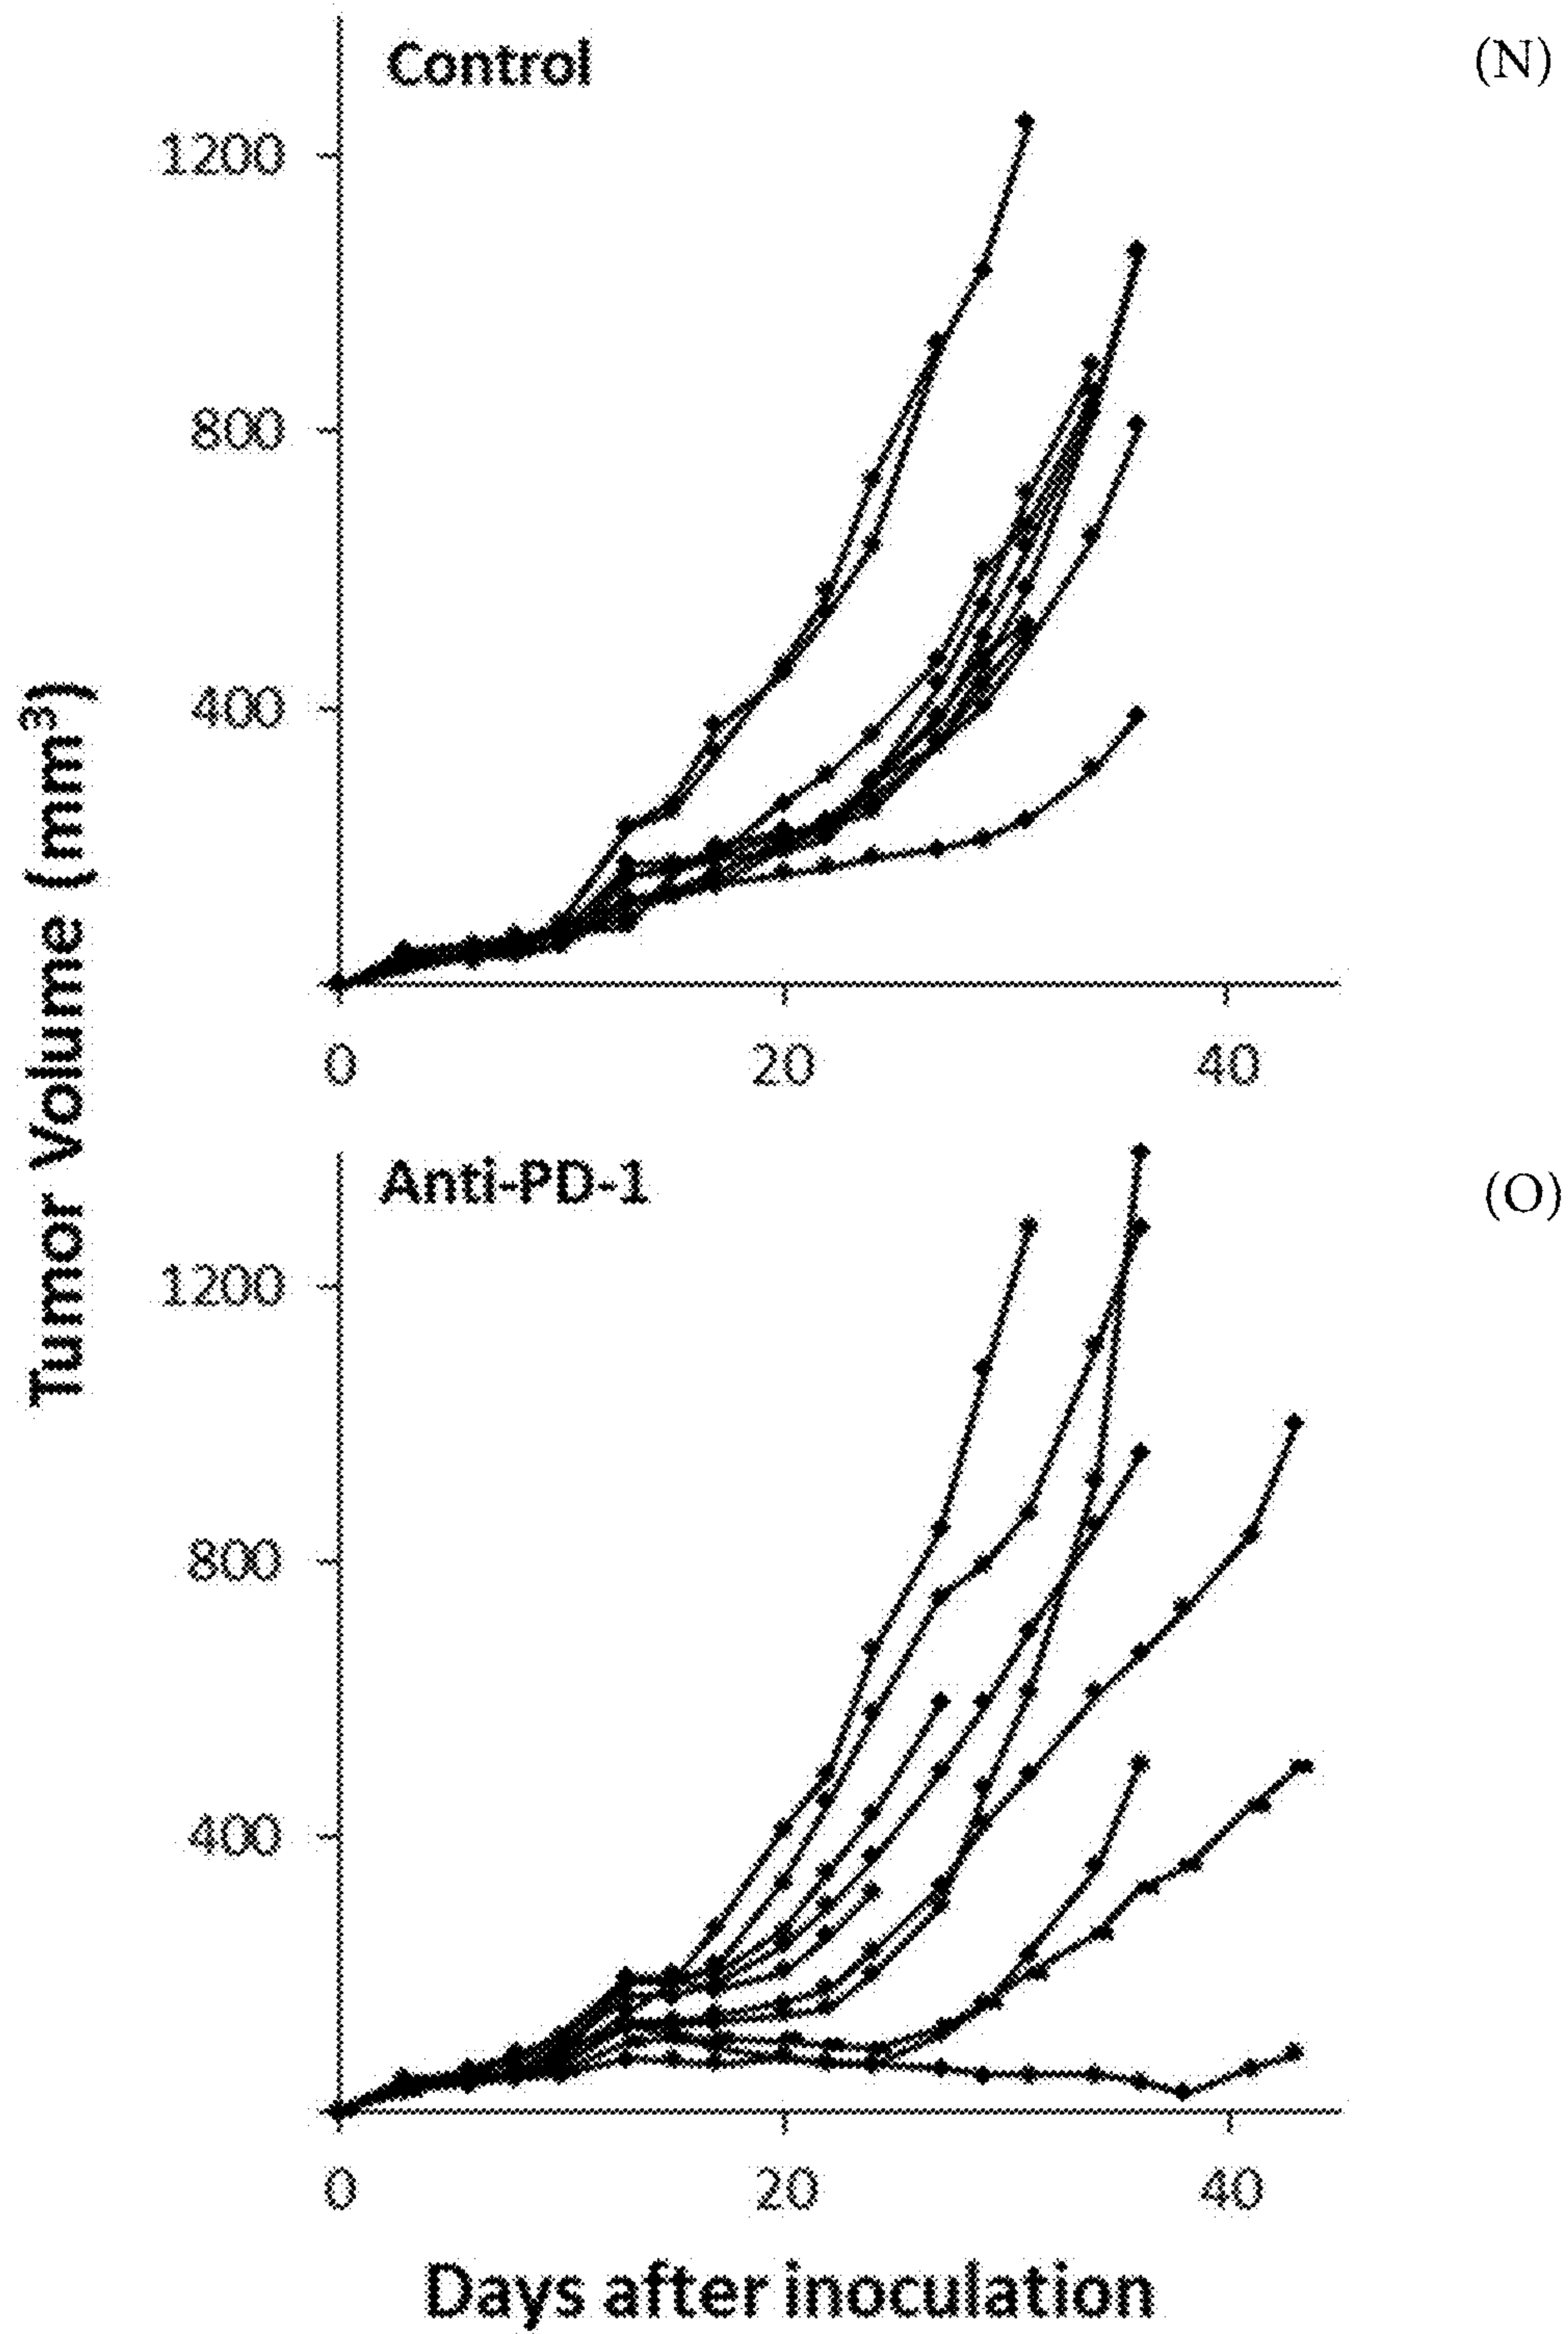 Control
(N)
1200
800
400
0 20 40
Tumor Volume (mm³)
Anti-PD-1
(O)
1200
800
400
0 20 40
Days after inoculation